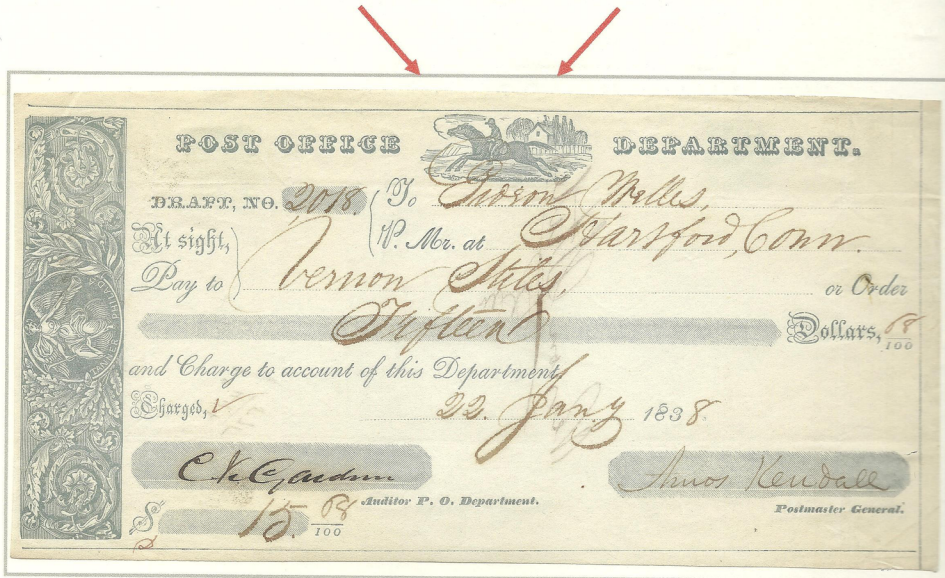 POST OFFICE DEPARTMENT.
DRAFT, NO. 2018. To Gideon Welles,
At sight, P. Mr. at Hartford, Conn.
Pay to Vernon Stiles, or Order
Fifteen Dollars, 68/100
and Charge to account of this Department
Charged, 22. Jany 1838.
C. K. Gardner Amos Kendall
Auditor P. O. Department. Postmaster General.
$ 15. 68/100